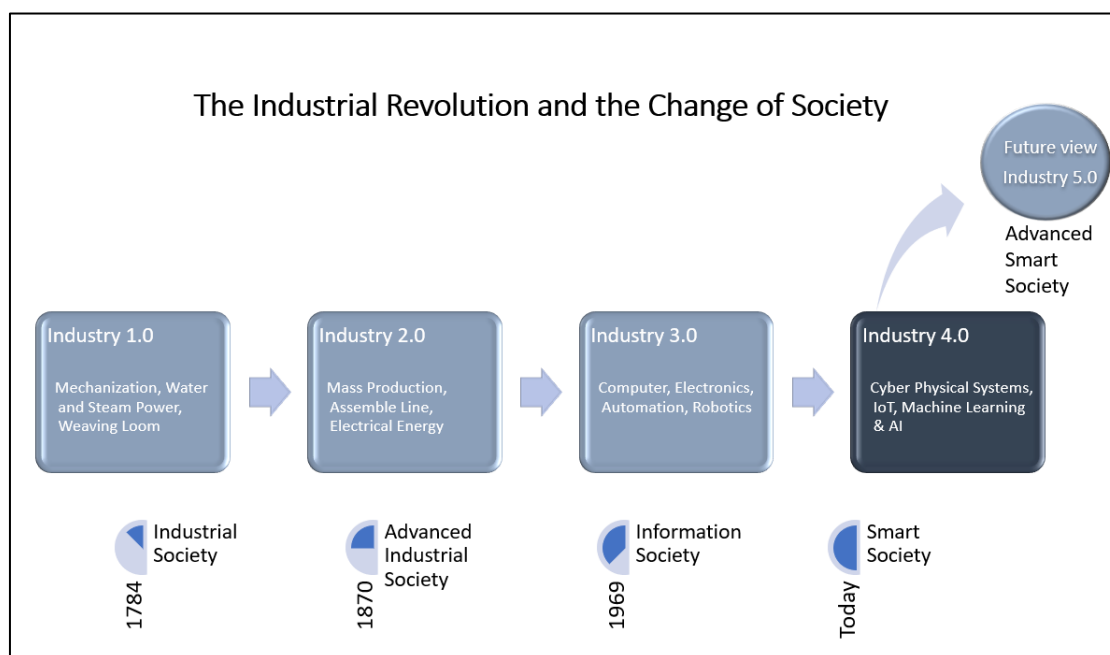 The Industrial Revolution and the Change of Society
Future view
Industry 5.0
Advanced
Smart
Society
Industry 1.0
Mechanization, Water
and Steam Power,
Weaving Loom
Industry 2.0
Mass Production,
Assemble Line,
Electrical Energy
Industry 3.0
Computer, Electronics,
Automation, Robotics
Industry 4.0
Cyber Physical Systems,
IoT, Machine Learning
& AI
Industrial
Society
1784
Advanced
Industrial
Society
1870
Information
Society
1969
Smart
Society
Today